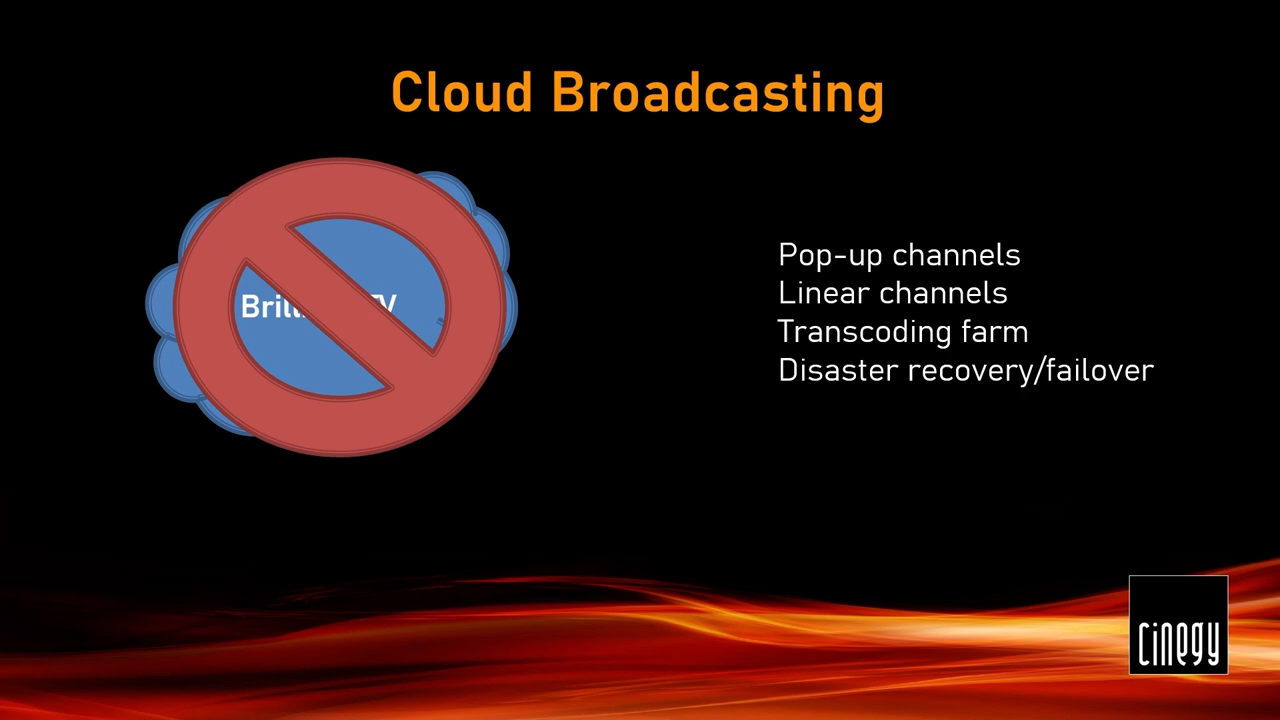 Cloud Broadcasting
Pop-up channels
Linear channels
Transcoding farm
Disaster recovery/failover
cinegy